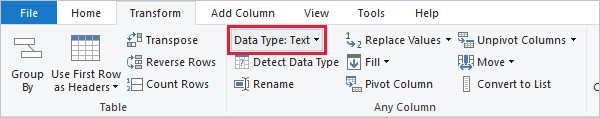 File Home Transform Add Column View Tools Help
Group By
Use First Row as Headers
Transpose
Reverse Rows
Count Rows
Table
Data Type: Text
Detect Data Type
Rename
Replace Values
Fill
Pivot Column
Unpivot Columns
Move
Convert to List
Any Column